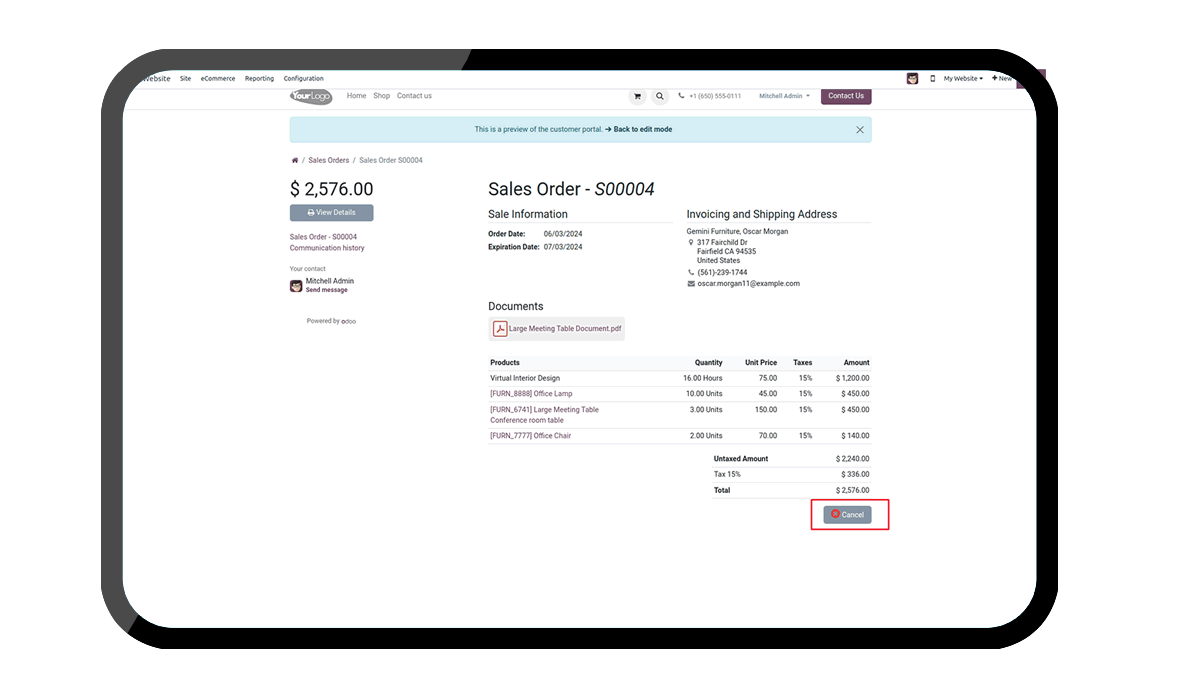 Website Site eCommerce Reporting Configuration My Website New
YourLogo Home Shop Contact us +1 (650) 555-0111 Mitchell Admin Contact Us
This is a preview of the customer portal. → Back to edit mode
/ Sales Orders / Sales Order S00004
$ 2,576.00
View Details
Sales Order - S00004
Communication history
Your contact
Mitchell Admin
Send message
Powered by odoo
Sales Order - S00004
Sale Information
Order Date: 06/03/2024
Expiration Date: 07/03/2024
Invoicing and Shipping Address
Gemini Furniture, Oscar Morgan
317 Fairchild Dr
Fairfield CA 94535
United States
(561)-239-1744
oscar.morgan11@example.com
Documents
Large Meeting Table Document.pdf
Products Quantity Unit Price Taxes Amount
Virtual Interior Design 16.00 Hours 75.00 15% $ 1,200.00
[FURN_8888] Office Lamp 10.00 Units 45.00 15% $ 450.00
[FURN_6741] Large Meeting Table 3.00 Units 150.00 15% $ 450.00
Conference room table
[FURN_7777] Office Chair 2.00 Units 70.00 15% $ 140.00
Untaxed Amount $ 2,240.00
Tax 15% $ 336.00
Total $ 2,576.00
Cancel